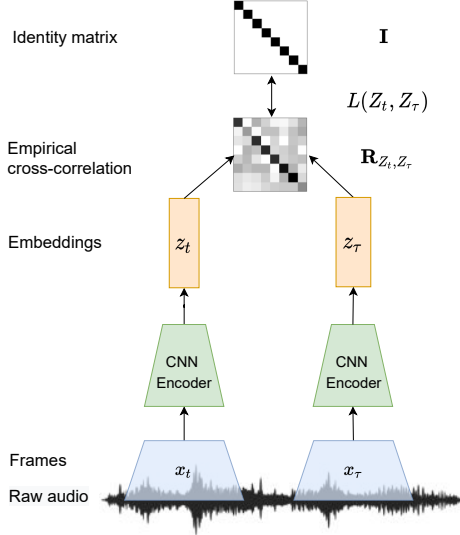 Identity matrix
I
L(Z_t, Z_τ)
Empirical
cross-correlation
R_{Z_t,Z_τ}
Embeddings
z_t
z_τ
CNN
Encoder
CNN
Encoder
Frames
x_t
x_τ
Raw audio